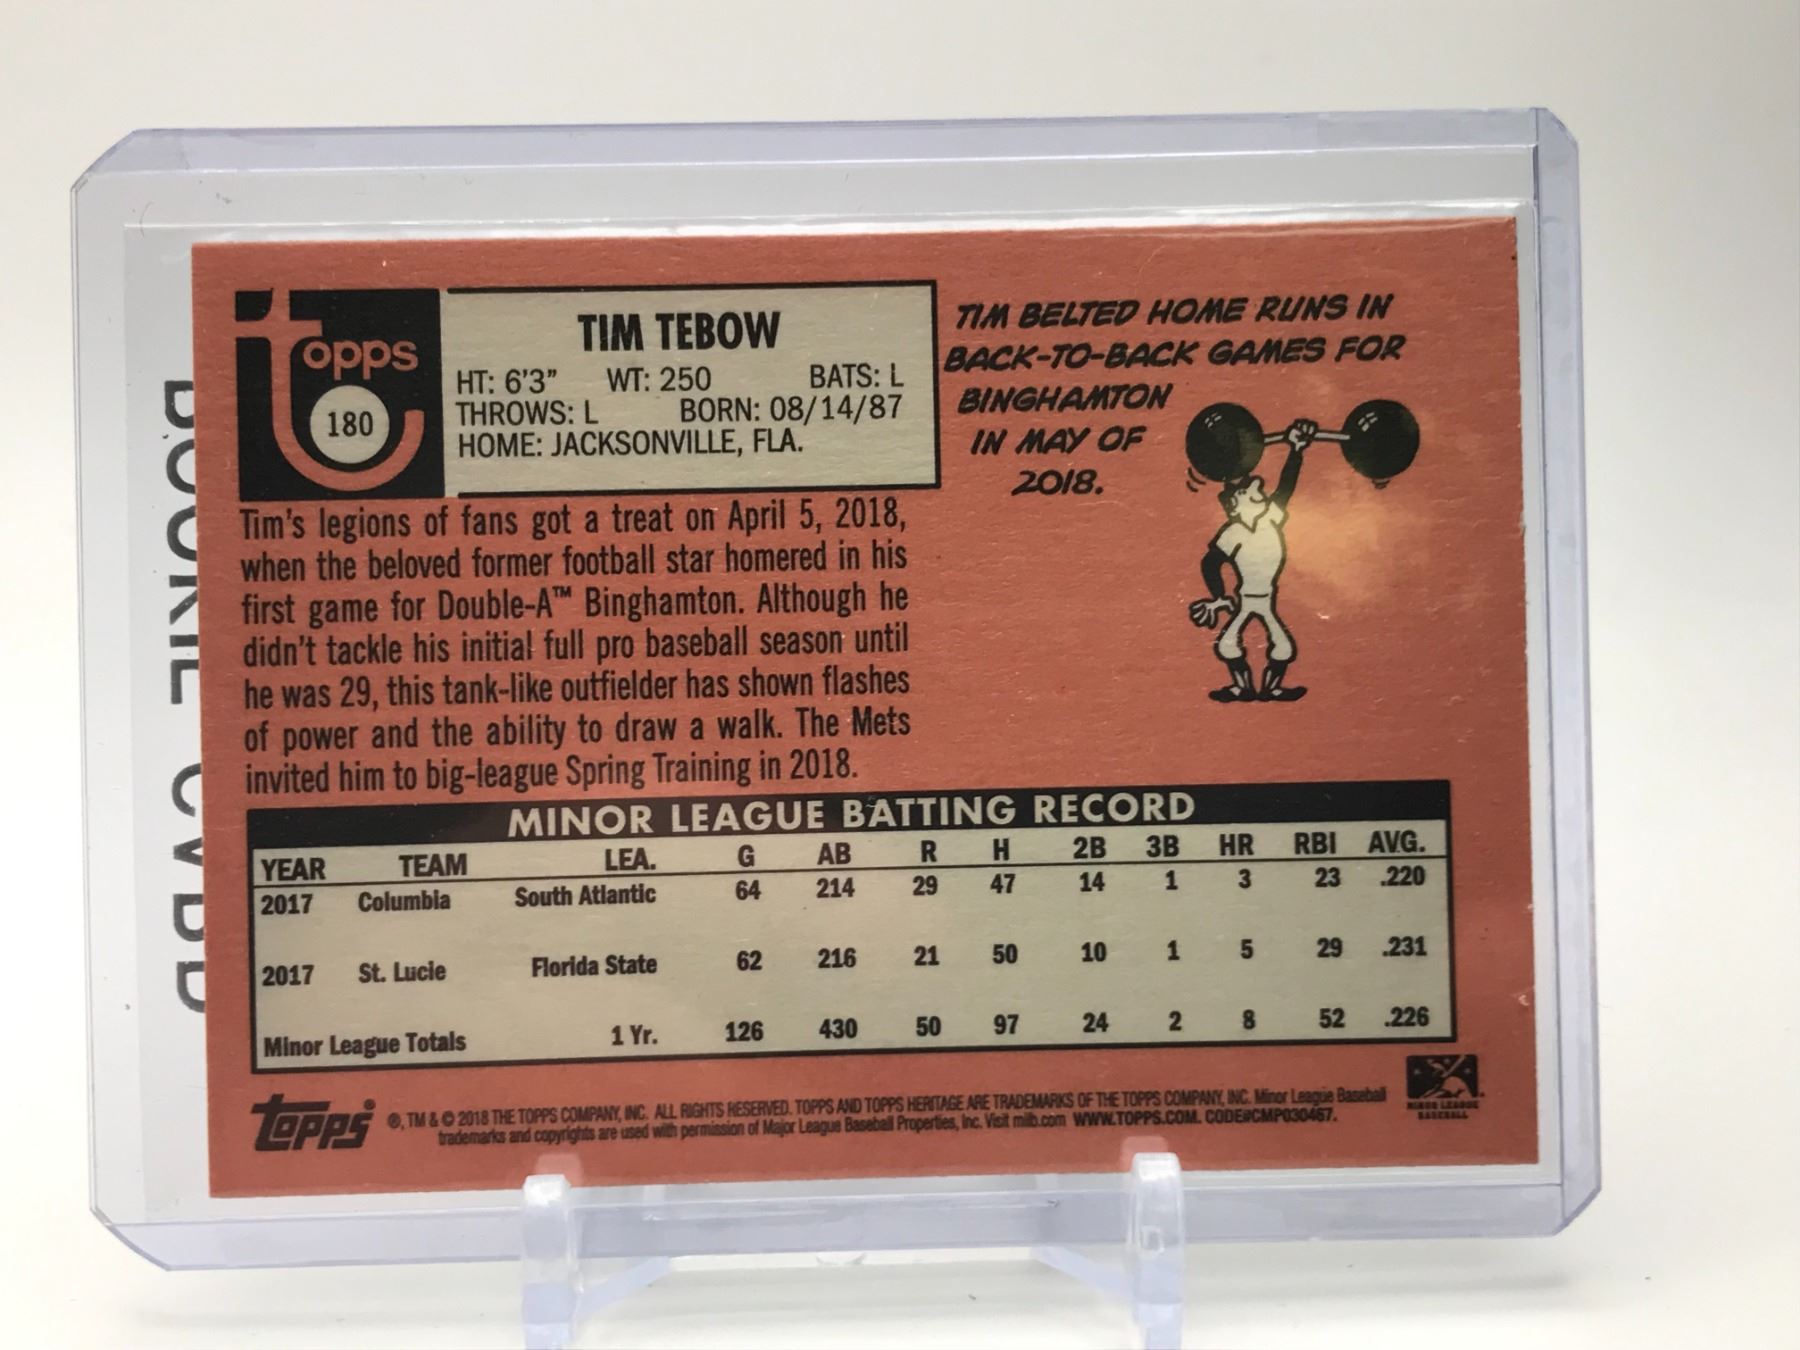 Topps
180
TIM TEBOW
HT: 6'3" WT: 250 BATS: L
THROWS: L BORN: 08/14/87
HOME: JACKSONVILLE, FLA.
TIM BELTED HOME RUNS IN
BACK-TO-BACK GAMES FOR
BINGHAMTON
IN MAY OF
2018.
Tim's legions of fans got a treat on April 5, 2018,
when the beloved former football star homered in his
first game for Double-A™ Binghamton. Although he
didn't tackle his initial full pro baseball season until
he was 29, this tank-like outfielder has shown flashes
of power and the ability to draw a walk. The Mets
invited him to big-league Spring Training in 2018.
MINOR LEAGUE BATTING RECORD
YEAR TEAM LEA. G AB R H 2B 3B HR RBI AVG.
2017 Columbia South Atlantic 64 214 29 47 14 1 3 23 .220
2017 St. Lucie Florida State 62 216 21 50 10 1 5 29 .231
Minor League Totals 1 Yr. 126 430 50 97 24 2 8 52 .226
Topps®
®, TM & © 2018 THE TOPPS COMPANY, INC. ALL RIGHTS RESERVED. TOPPS AND TOPPS HERITAGE ARE TRADEMARKS OF THE TOPPS COMPANY, INC. Minor League Baseball
trademarks and copyrights are used with permission of Major League Baseball Properties, Inc. Visit milb.com WWW.TOPPS.COM. CODE#CMP030467.
MINOR LEAGUE
BASEBALL